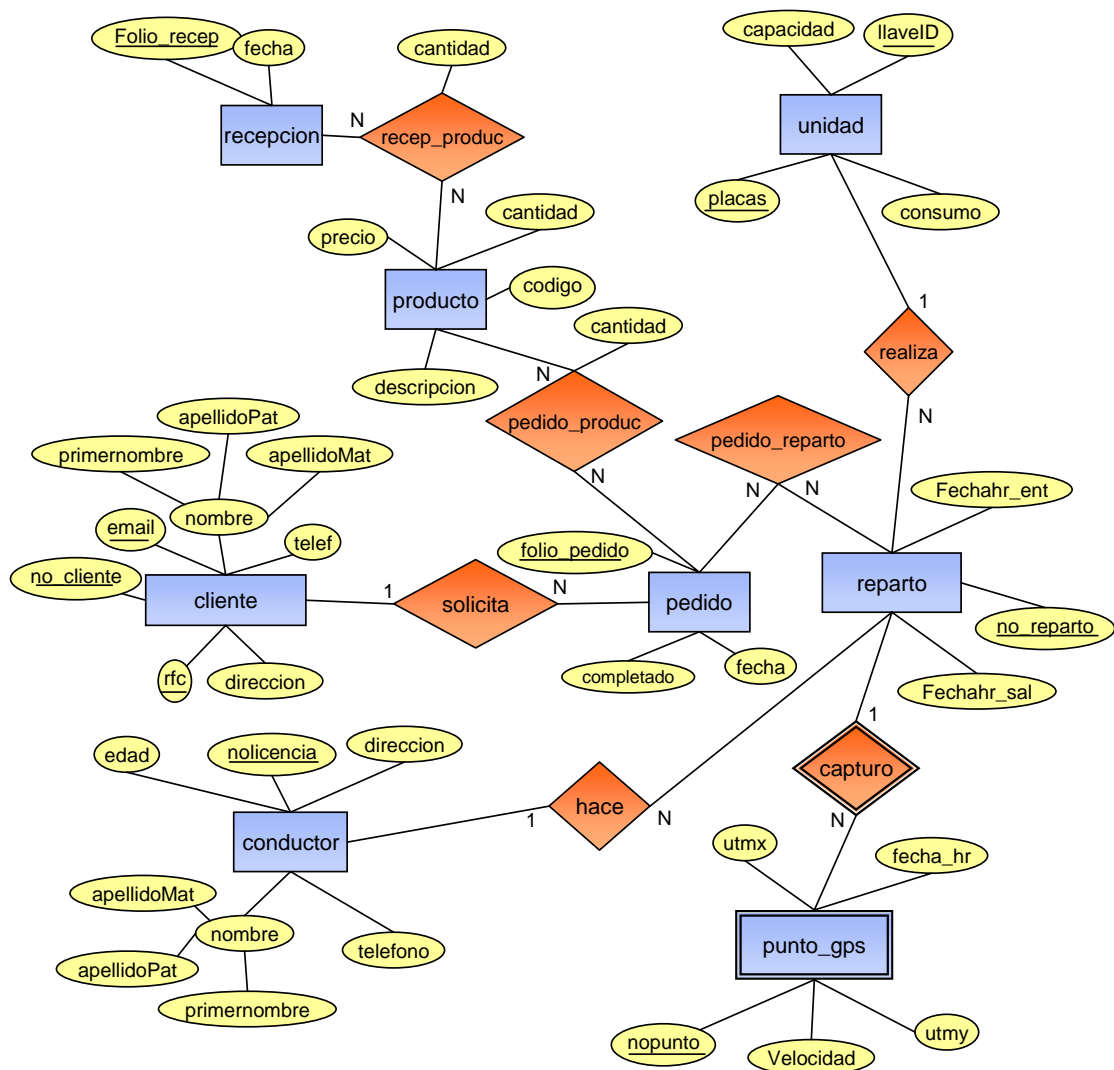 Folio_recep
fecha
cantidad
capacidad
llaveID
recepcion
N
recep_produc
unidad
N
placas
consumo
precio
cantidad
producto
codigo
1
cantidad
realiza
descripcion
N
N
apellidoPat
primernombre
apellidoMat
pedido_produc
pedido_reparto
nombre
N
N
N
Fechahr_ent
email
telef
folio_pedido
no_cliente
cliente
1
solicita
N
pedido
reparto
no_reparto
rfc
direccion
completado
fecha
Fechahr_sal
1
edad
nolicencia
direccion
capturo
hace
1
N
N
conductor
utmx
fecha_hr
apellidoMat
nombre
telefono
punto_gps
apellidoPat
primernombre
nopunto
Velocidad
utmy